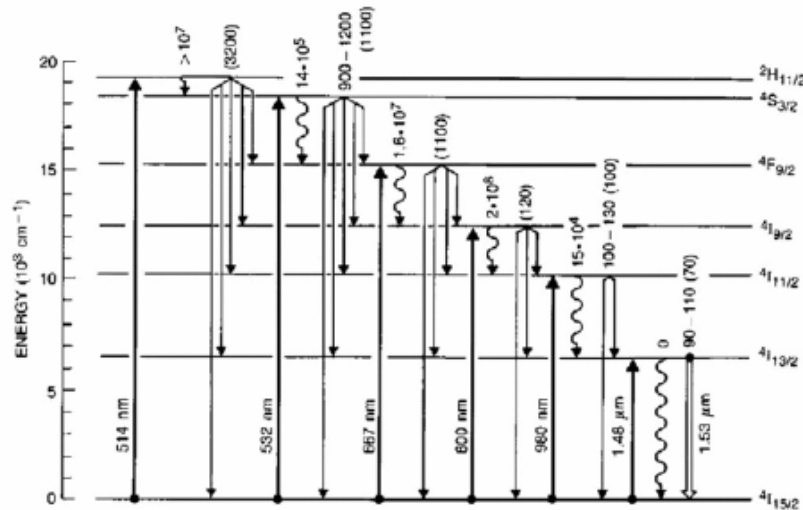 >10⁷
(3200)
14•10⁵
900–1200
(1100)
1.6•10⁷
(1100)
2•10⁸
(120)
15•10⁴
100–130 (100)
0
90–110 (70)
ENERGY (10³ cm⁻¹)
20
15
10
5
0
²H₁₁/₂
⁴S₃/₂
⁴F₉/₂
⁴I₉/₂
⁴I₁₁/₂
⁴I₁₃/₂
⁴I₁₅/₂
514 nm
532 nm
667 nm
800 nm
980 nm
1.48 μm
1.53 μm